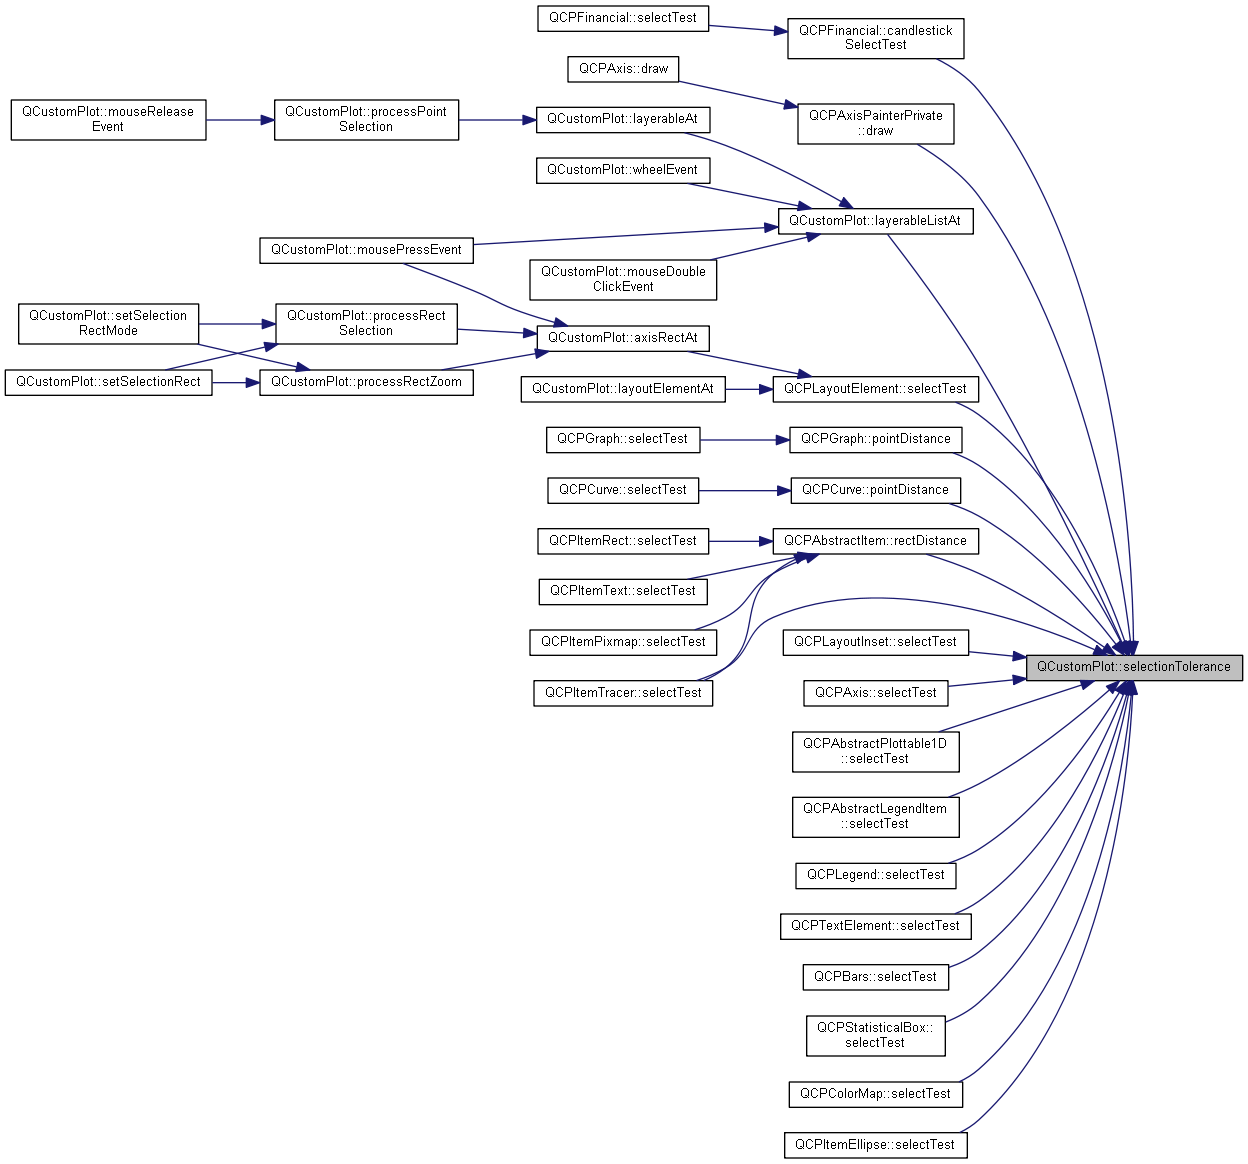 QCPFinancial::selectTest
QCPFinancial::candlestick
SelectTest
QCPAxis::draw
QCustomPlot::mouseRelease
Event
QCustomPlot::processPoint
Selection
QCustomPlot::layerableAt
QCPAxisPainterPrivate
::draw
QCustomPlot::wheelEvent
QCustomPlot::layerableListAt
QCustomPlot::mousePressEvent
QCustomPlot::mouseDouble
ClickEvent
QCustomPlot::setSelection
RectMode
QCustomPlot::processRect
Selection
QCustomPlot::axisRectAt
QCustomPlot::setSelectionRect
QCustomPlot::processRectZoom
QCustomPlot::layoutElementAt
QCPLayoutElement::selectTest
QCPGraph::selectTest
QCPGraph::pointDistance
QCPCurve::selectTest
QCPCurve::pointDistance
QCPItemRect::selectTest
QCPAbstractItem::rectDistance
QCPItemText::selectTest
QCPItemPixmap::selectTest
QCPLayoutInset::selectTest
QCustomPlot::selectionTolerance
QCPItemTracer::selectTest
QCPAxis::selectTest
QCPAbstractPlottable1D
::selectTest
QCPAbstractLegendItem
::selectTest
QCPLegend::selectTest
QCPTextElement::selectTest
QCPBars::selectTest
QCPStatisticalBox::
selectTest
QCPColorMap::selectTest
QCPItemEllipse::selectTest